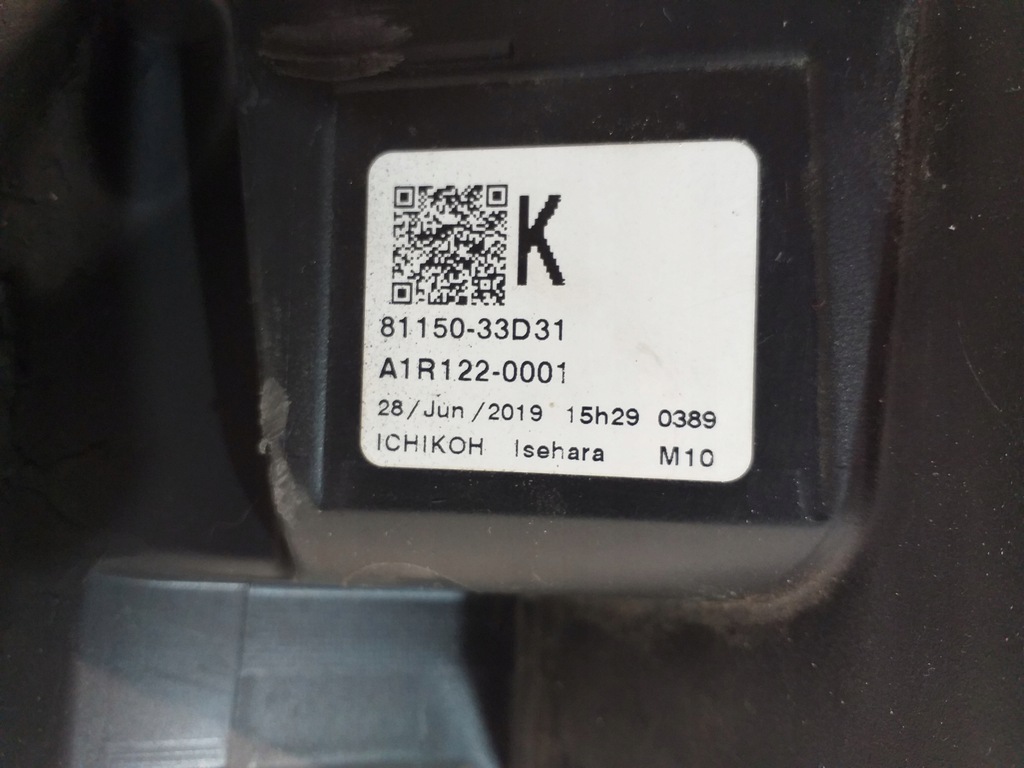 K
81150-33D31
A1R122-0001
28/Jun/2019 15h29 0389
ICHIKOH Isehara M10